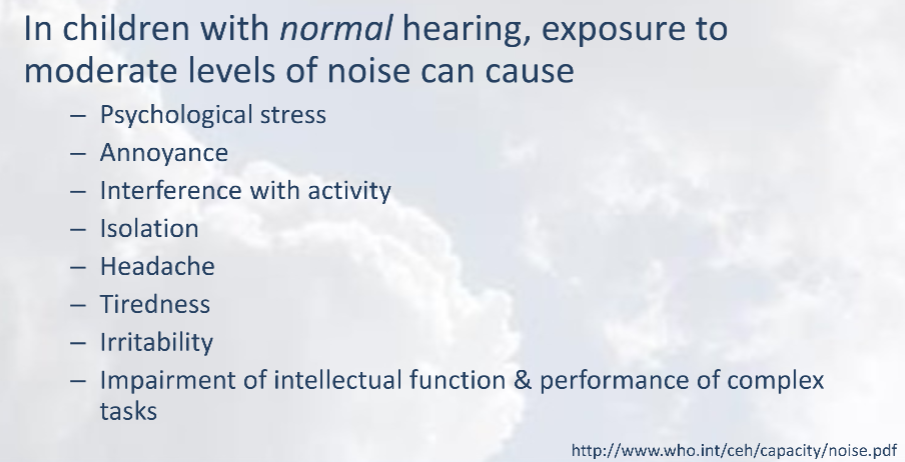 In children with normal hearing, exposure to
moderate levels of noise can cause
– Psychological stress
– Annoyance
– Interference with activity
– Isolation
– Headache
– Tiredness
– Irritability
– Impairment of intellectual function & performance of complex
tasks
http://www.who.int/ceh/capacity/noise.pdf